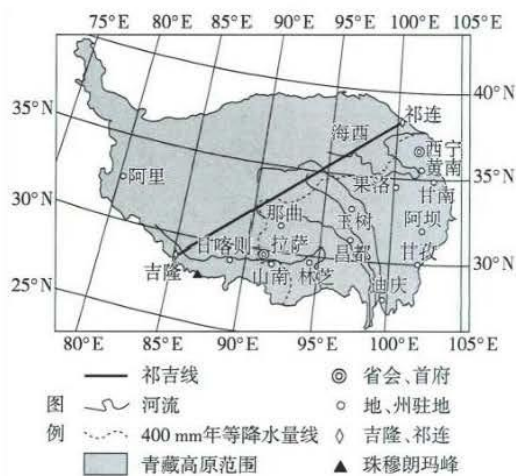 75°E 80°E 85°E 90°E 95°E 100°E 105°E
40°N
35°N
祁连
海西
西宁
黄南
35°N
阿里
果洛
甘南
30°N
那曲
玉树
阿坝
日喀则
拉萨
昌都
甘孜
30°N
25°N
吉隆
山南
林芝
迪庆
80°E 85°E 90°E 95°E 100°E 105°E
图例
祁吉线
河流
400 mm年等降水量线
青藏高原范围
省会、首府
地、州驻地
吉隆、祁连
珠穆朗玛峰